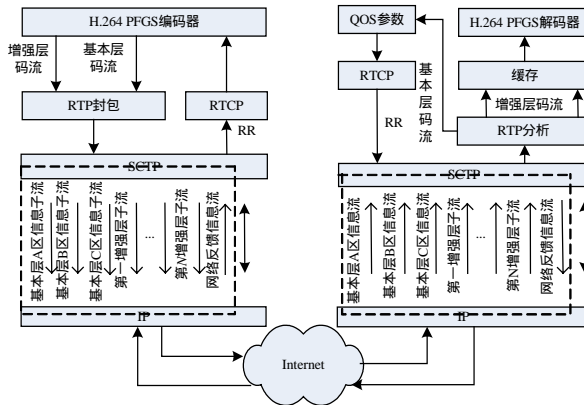 H.264 PFGS编码器
增强层
码流
基本层
码流
RTP封包
RTCP
RR
SCTP
基本层A区信息子流
基本层B区信息子流
基本层C区信息子流
第一增强层子流
...
第N增强层子流
网络反馈信息流
IP
QOS参数
H.264 PFGS解码器
RTCP
基本层码流
缓存
增强层码流
RTP分析
RR
SCTP
基本层A区信息流
基本层B区信息流
基本层C区信息流
第一增强层子流
...
第N增强层子流
网络反馈信息流
IP
Internet